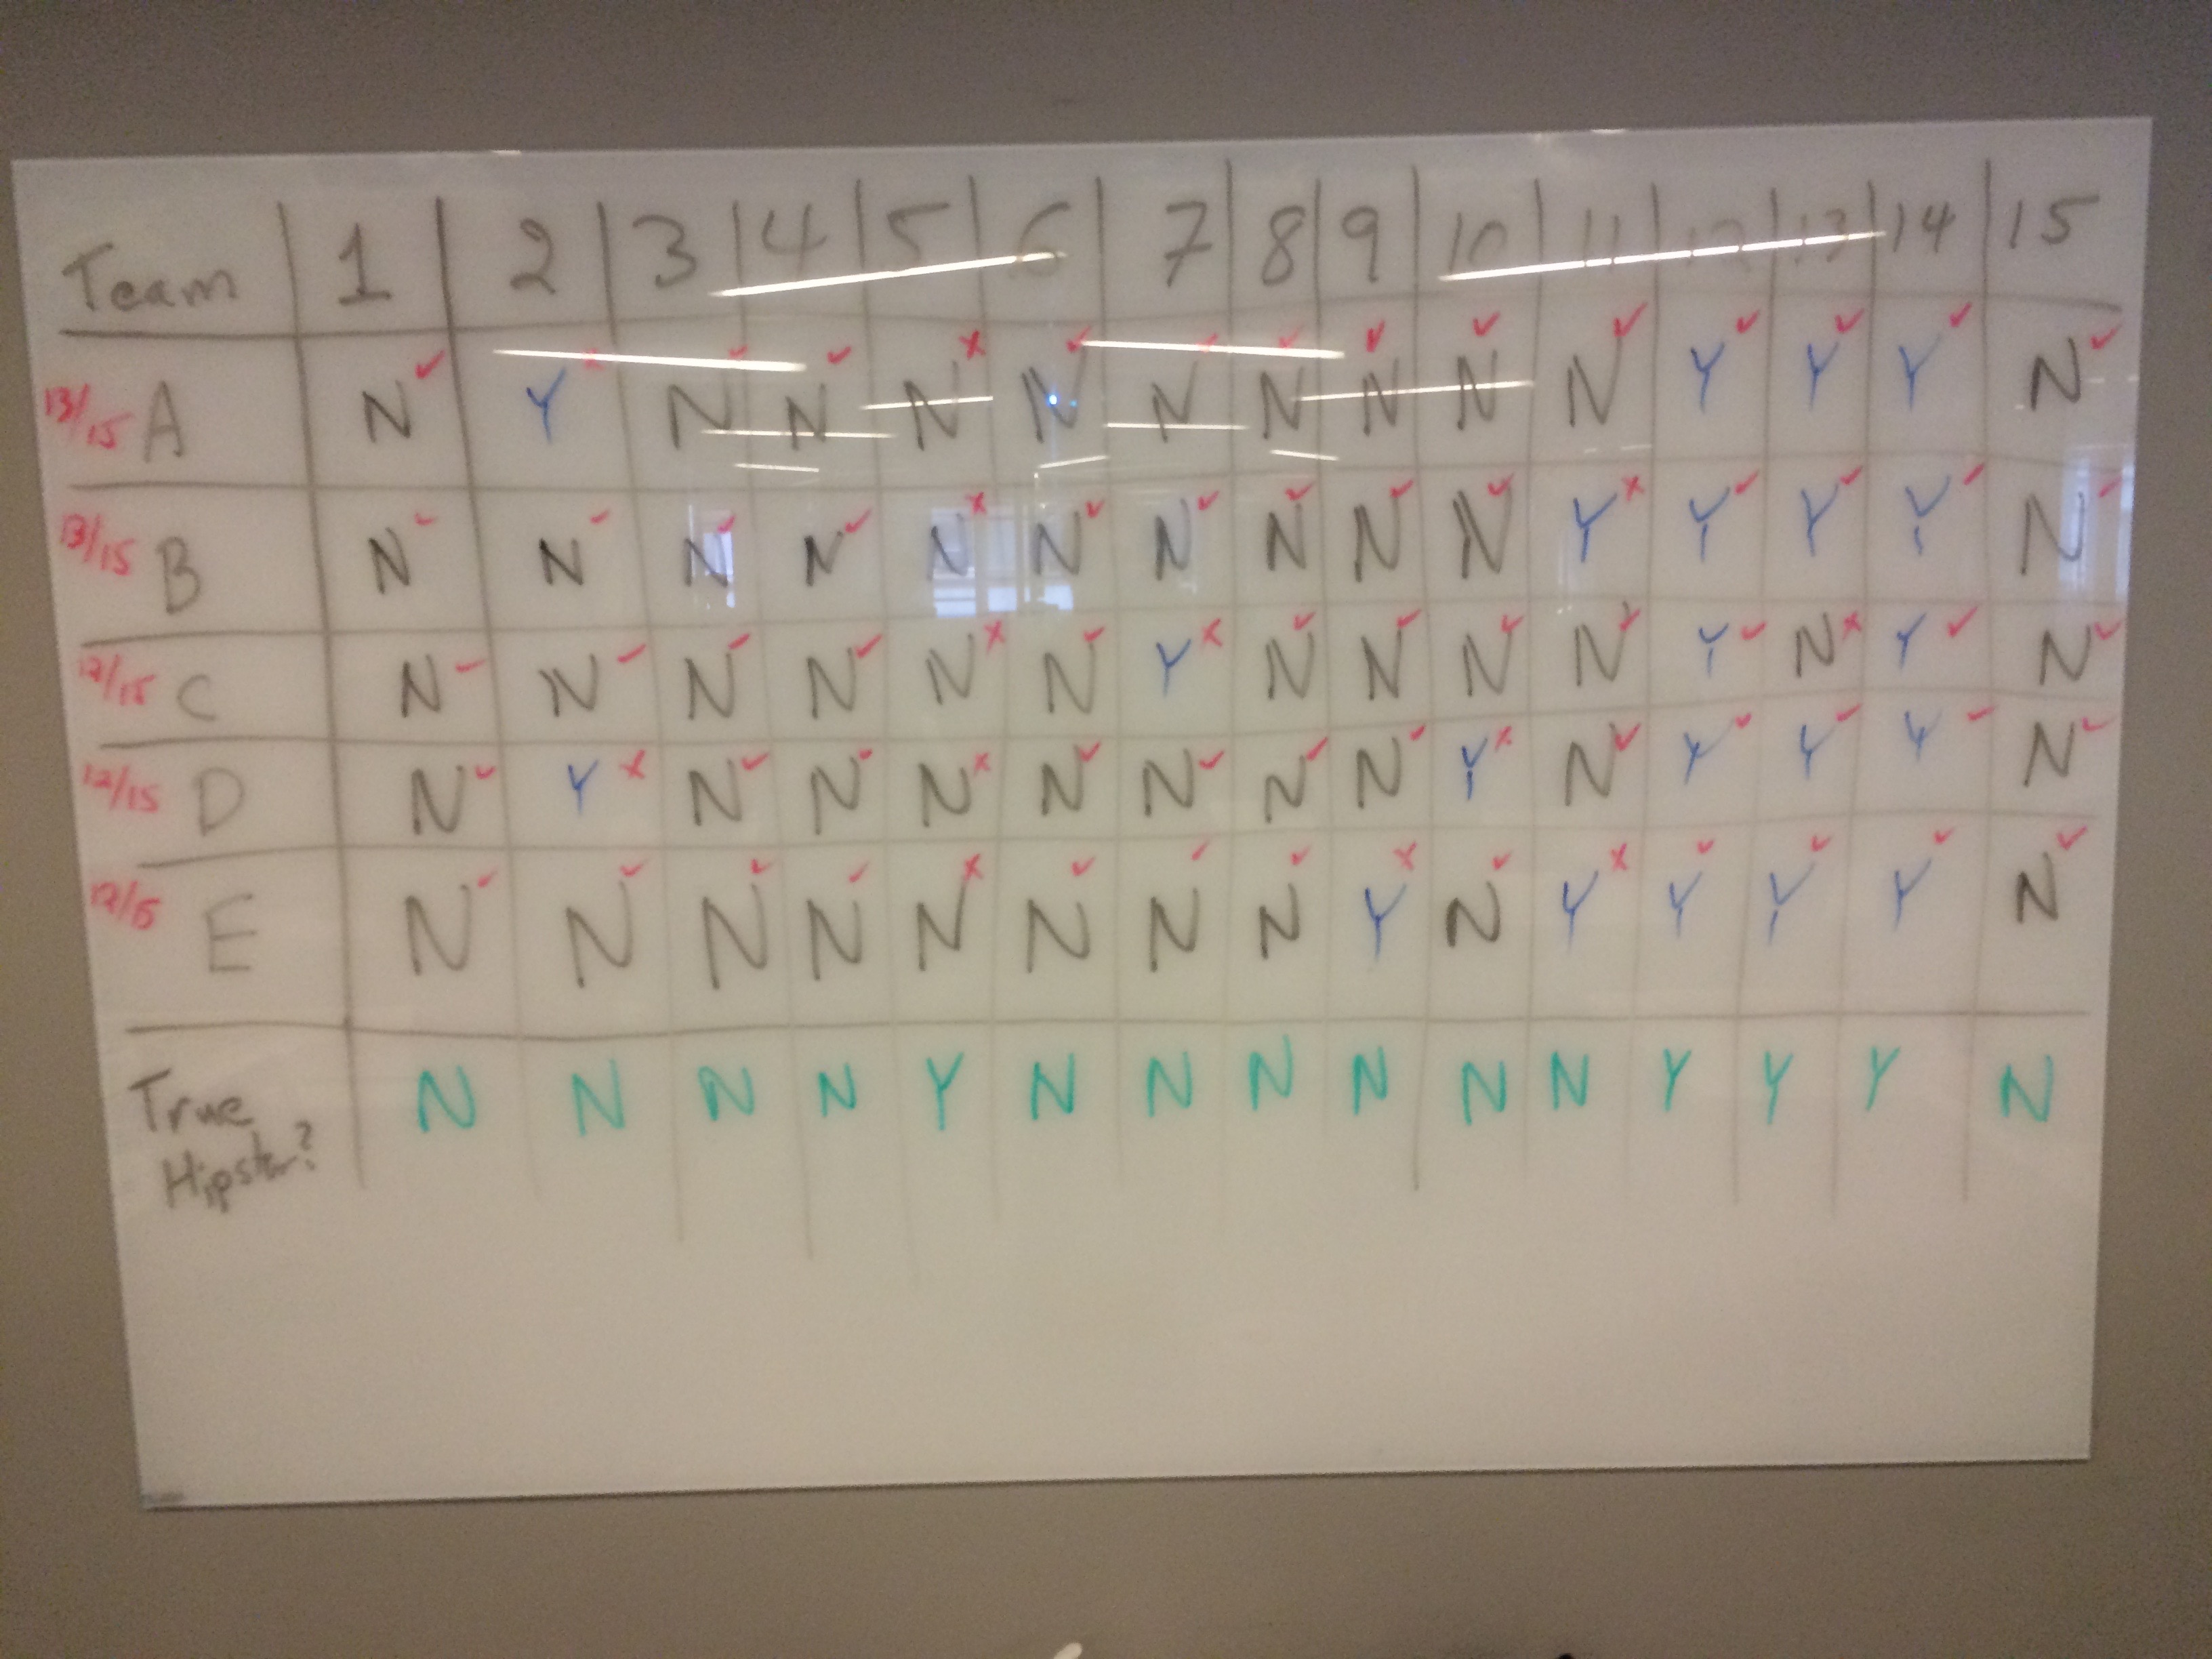 Team 1 2 3 4 5 6 7 8 9 10 11 12 13 14 15
13/15 A N✓ Y✗ N✓ N✓ N✗ N✓ N✓ N✓ N✓ N✓ N✓ Y✓ Y✓ Y✓ N✓
13/15 B N✓ N✓ N✓ N✓ N✗ N✓ N✓ N✓ N✓ N✓ Y✗ Y✓ Y✓ Y✓ N✓
12/15 C N✓ N✓ N✓ N✓ N✗ N✓ Y✗ N✓ N✓ N✓ N✓ Y✓ N✗ Y✓ N✓
12/15 D N✓ Y✗ N✓ N✓ N✗ N✓ N✓ N✓ N✓ Y✗ N✓ Y✓ Y✓ Y✓ N✓
12/15 E N✓ N✓ N✓ N✓ N✗ N✓ N✓ N✓ Y✗ N✓ Y✗ Y✓ Y✓ Y✓ N✓
True N N N N Y N N N N N N Y Y Y N
Hipster?